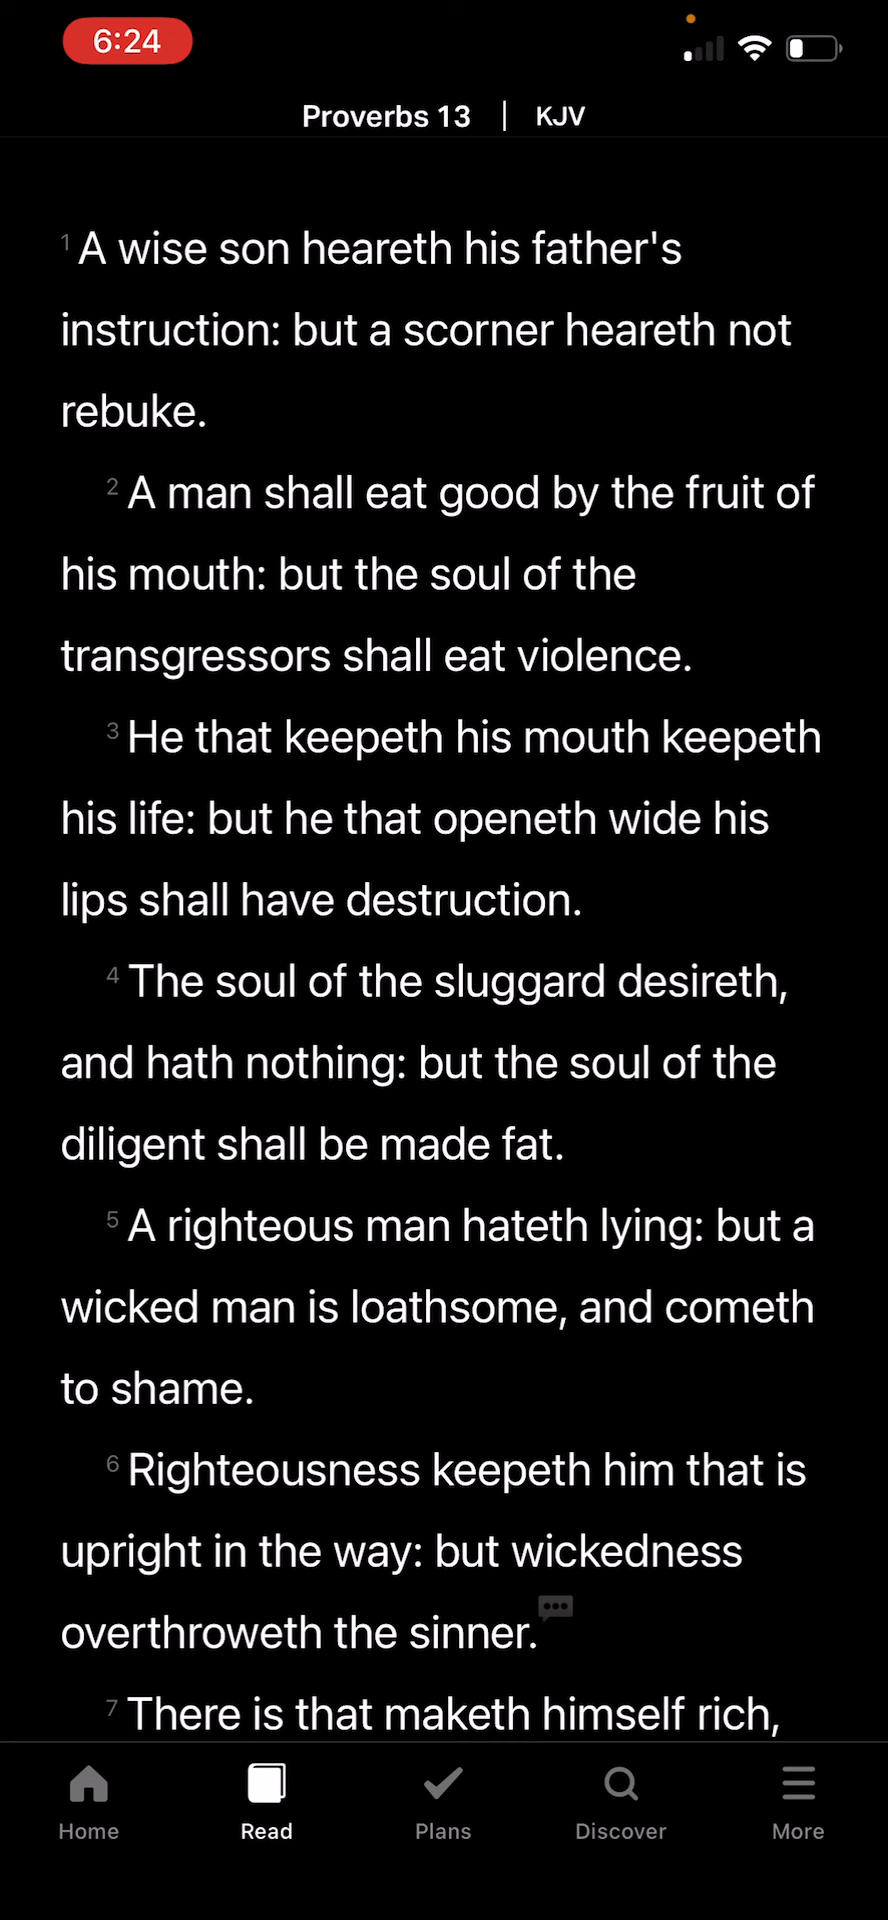 6:24
Proverbs 13 | KJV
1 A wise son heareth his father's
instruction: but a scorner heareth not
rebuke.
2 A man shall eat good by the fruit of
his mouth: but the soul of the
transgressors shall eat violence.
3 He that keepeth his mouth keepeth
his life: but he that openeth wide his
lips shall have destruction.
4 The soul of the sluggard desireth,
and hath nothing: but the soul of the
diligent shall be made fat.
5 A righteous man hateth lying: but a
wicked man is loathsome, and cometh
to shame.
6 Righteousness keepeth him that is
upright in the way: but wickedness
overthroweth the sinner.
7 There is that maketh himself rich,
Home Read Plans Discover More